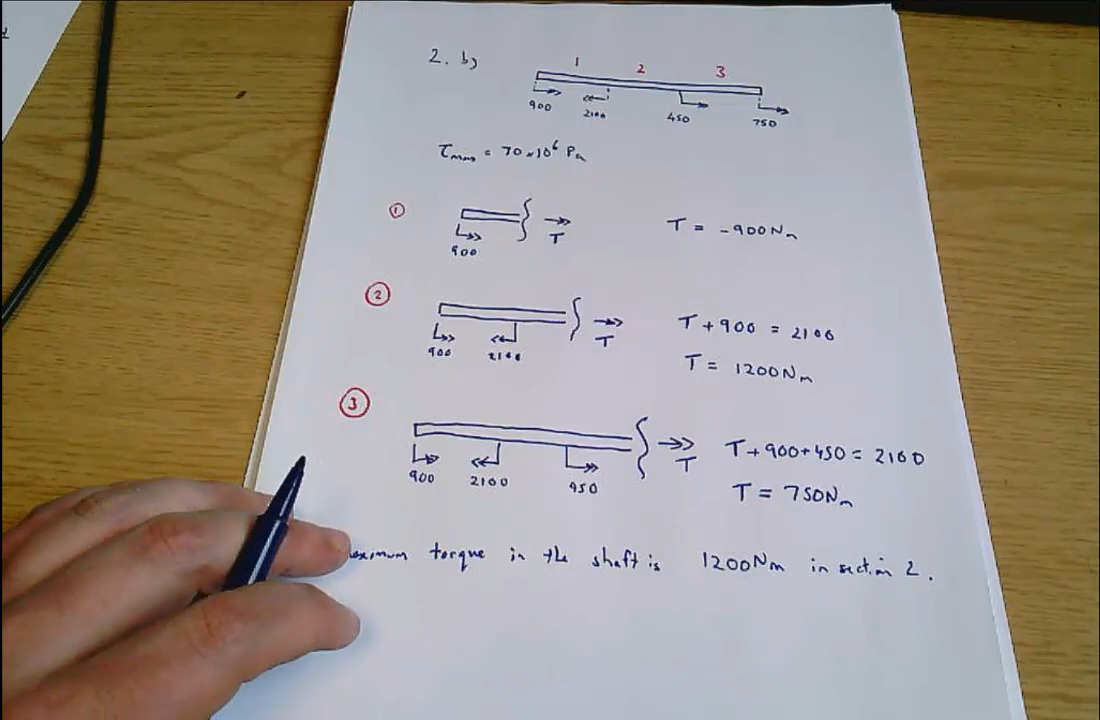 2. b)
1 2 3
900 2100 450 750
τmax = 70×10⁶ Pa
① T T = -900Nm
900
② T T + 900 = 2100
900 2100 T = 1200Nm
③ T T + 900 + 450 = 2100
900 2100 450 T = 750Nm
aximum torque in the shaft is 1200Nm in section 2.